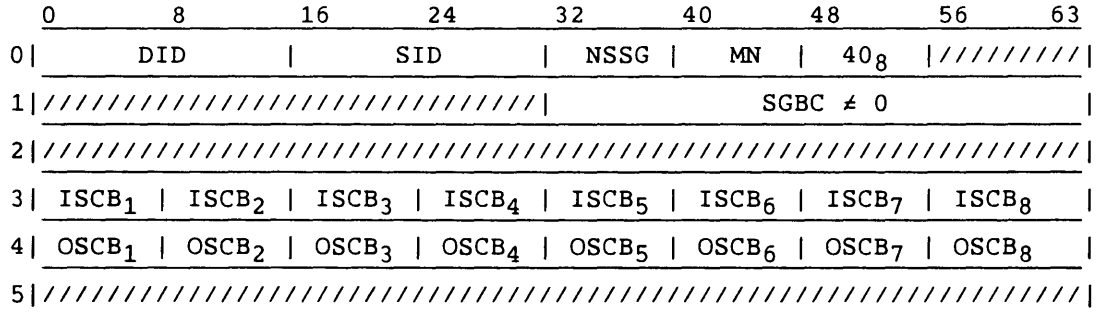 0 8 16 24 32 40 48 56 63
0| DID | SID | NSSG | MN | 40₈ |/////////|
1|///////////////////////////////| SGBC ≠ 0 |
2|/////////////////////////////////////////////////////////////////|
3| ISCB₁ | ISCB₂ | ISCB₃ | ISCB₄ | ISCB₅ | ISCB₆ | ISCB₇ | ISCB₈ |
4| OSCB₁ | OSCB₂ | OSCB₃ | OSCB₄ | OSCB₅ | OSCB₆ | OSCB₇ | OSCB₈ |
5|/////////////////////////////////////////////////////////////////|